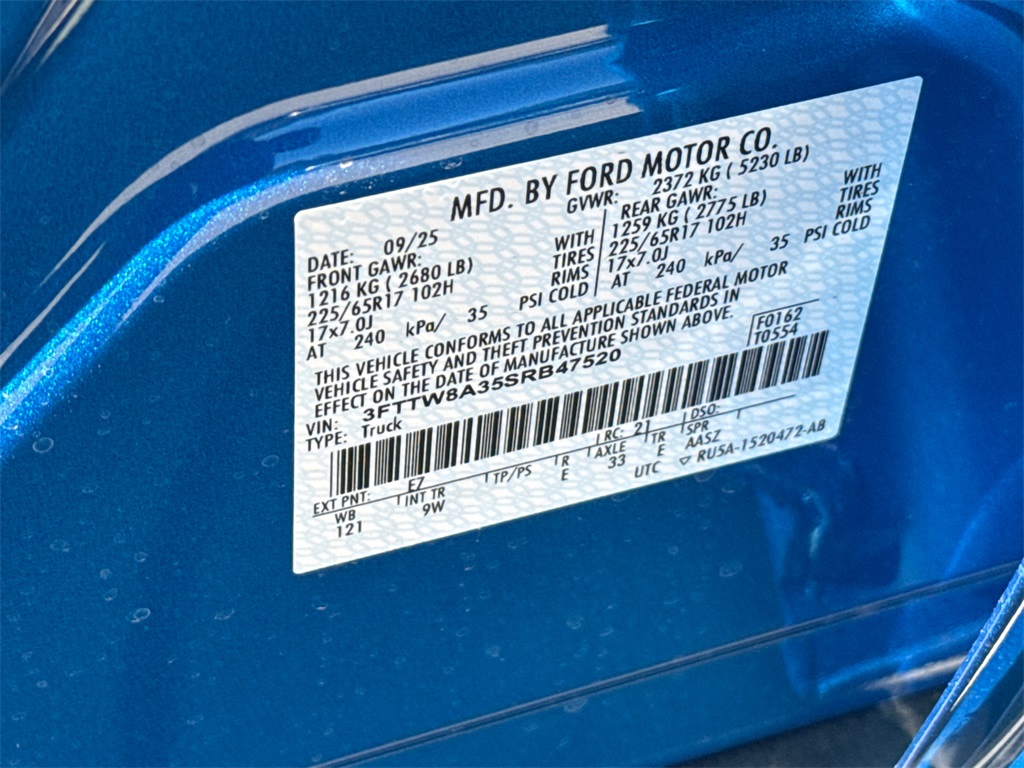 MFD. BY FORD MOTOR CO.
DATE: 09/25 GVWR: 2372 KG ( 5230 LB)
FRONT GAWR: REAR GAWR:
1216 KG ( 2680 LB) WITH 1259 KG ( 2775 LB) WITH
225/65R17 102H TIRES 225/65R17 102H TIRES
17x7.0J RIMS 17x7.0J RIMS
AT 240 kPa/ 35 PSI COLD AT 240 kPa/ 35 PSI COLD
THIS VEHICLE CONFORMS TO ALL APPLICABLE FEDERAL MOTOR
VEHICLE SAFETY AND THEFT PREVENTION STANDARDS IN
EFFECT ON THE DATE OF MANUFACTURE SHOWN ABOVE.
VIN: 3FTTW8A35SRB47520 F0162
TYPE: Truck T0554
EXT PNT: EZ RC: 21 DSO:
WB INT TR TP/PS R AXLE TR SPR
121 9W E 33 E AASZ
UTC ▽ RU5A-1520472-AB